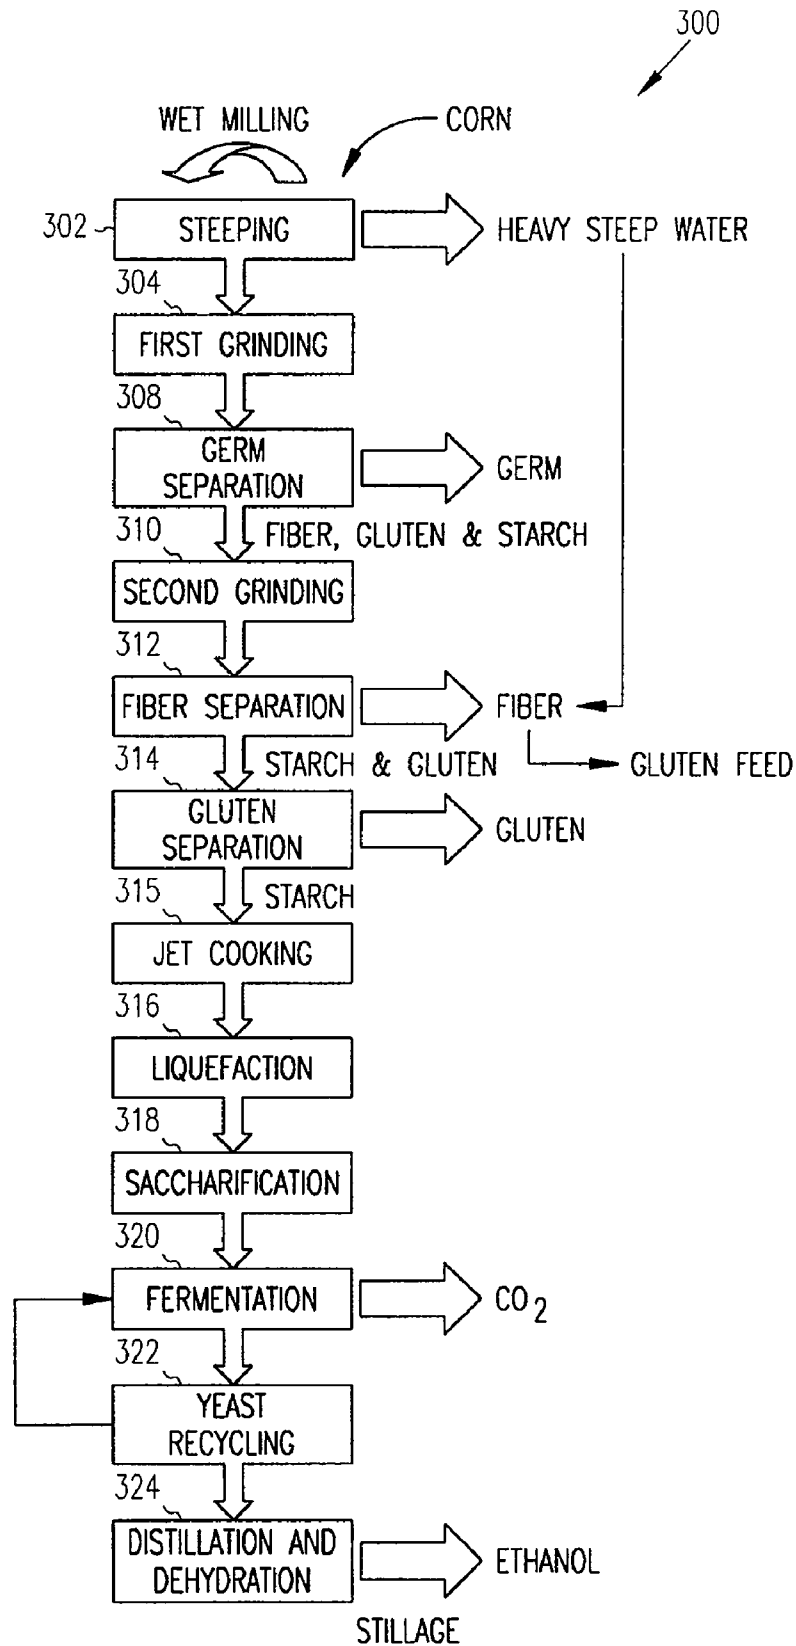 300
WET MILLING
CORN
302
STEEPING
HEAVY STEEP WATER
304
FIRST GRINDING
308
GERM
SEPARATION
GERM
310
FIBER, GLUTEN & STARCH
SECOND GRINDING
312
FIBER SEPARATION
FIBER
314
STARCH & GLUTEN
GLUTEN FEED
GLUTEN
SEPARATION
GLUTEN
315
STARCH
JET COOKING
316
LIQUEFACTION
318
SACCHARIFICATION
320
FERMENTATION
CO2
322
YEAST
RECYCLING
324
DISTILLATION AND
DEHYDRATION
ETHANOL
STILLAGE